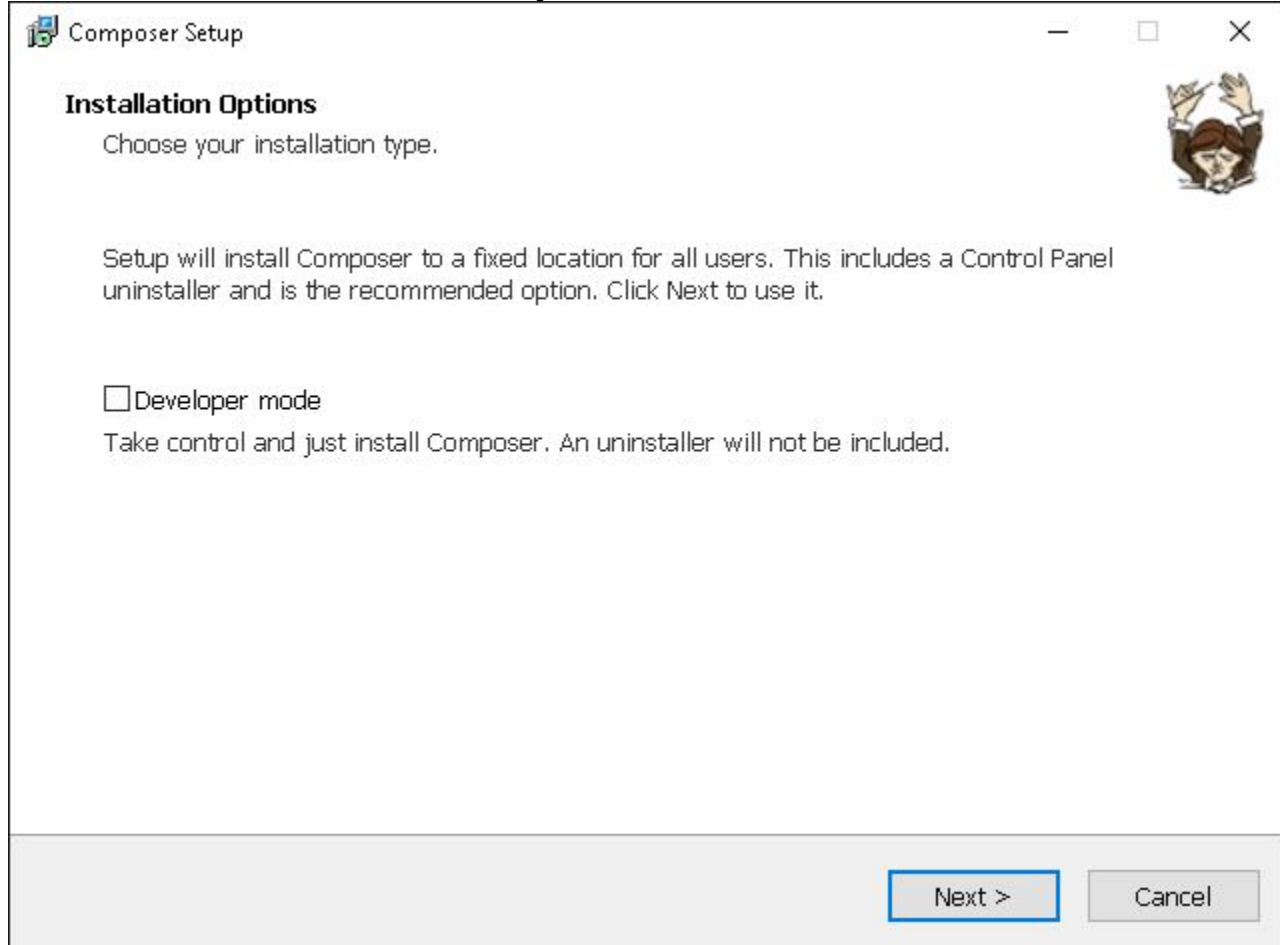 Composer Setup
Installation Options
Choose your installation type.
Setup will install Composer to a fixed location for all users. This includes a Control Panel
uninstaller and is the recommended option. Click Next to use it.
Developer mode
Take control and just install Composer. An uninstaller will not be included.
Next >
Cancel